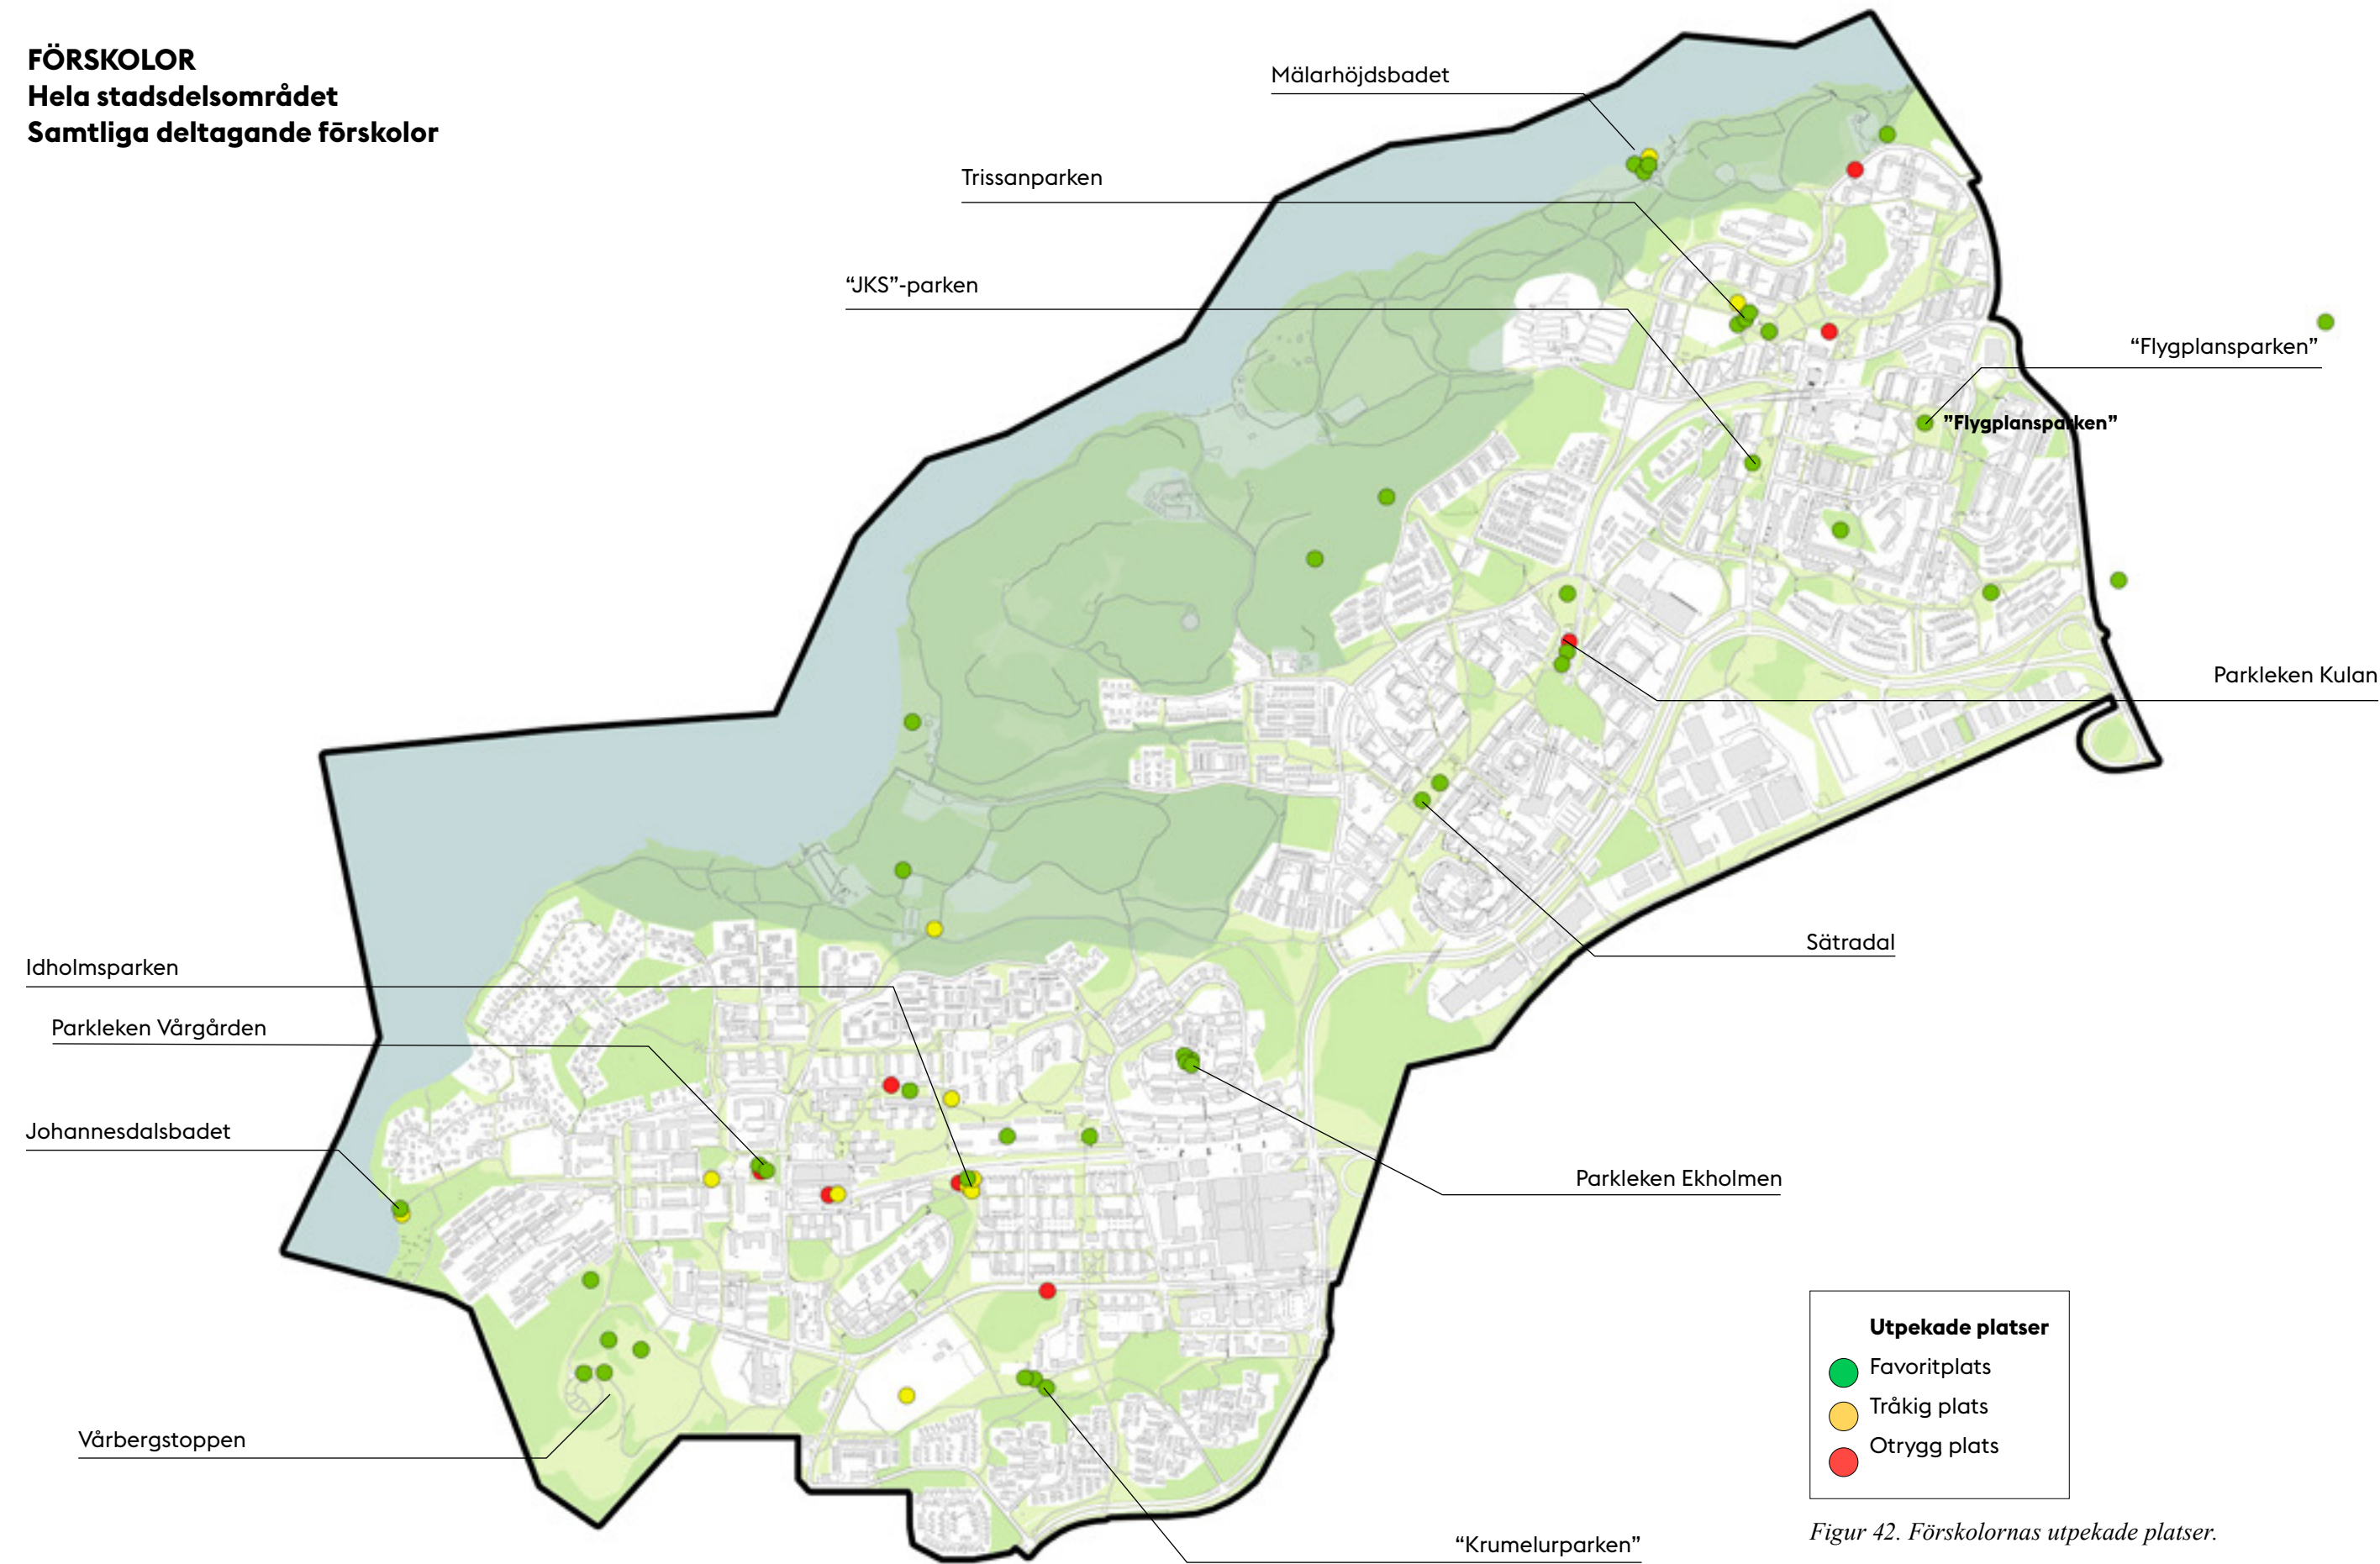 FÖRSKOLOR
Hela stadsdelsområdet
Samtliga deltagande förskolor
Mälarhöjdsbadet
Trissanparken
“JKS”-parken
“Flygplansparken”
”Flygplansparken”
Parkleken Kulan
Sätradal
Idholmsparken
Parkleken Vårgården
Johannesdalsbadet
Parkleken Ekholmen
Vårbergstoppen
“Krumelurparken”
Utpekade platser
Favoritplats
Tråkig plats
Otrygg plats
Figur 42. Förskolornas utpekade platser.